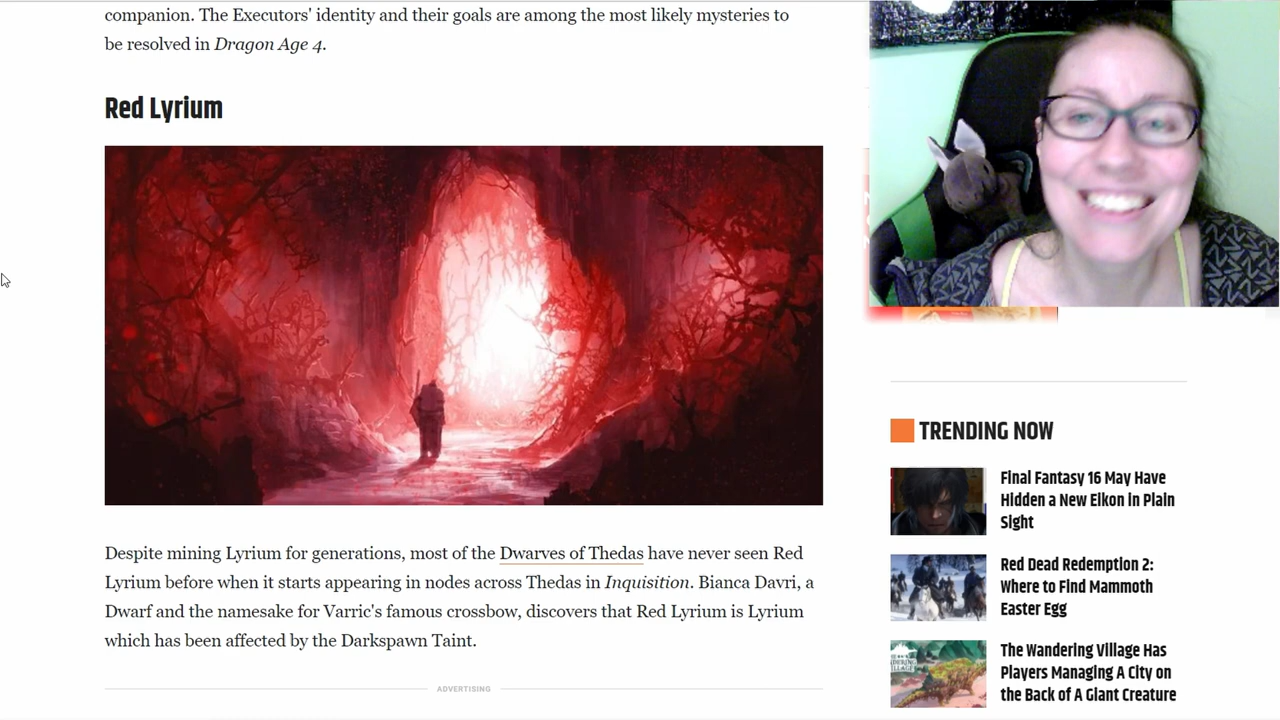 companion. The Executors' identity and their goals are among the most likely mysteries to
be resolved in Dragon Age 4.
Red Lyrium
Despite mining Lyrium for generations, most of the Dwarves of Thedas have never seen Red
Lyrium before when it starts appearing in nodes across Thedas in Inquisition. Bianca Davri, a
Dwarf and the namesake for Varric's famous crossbow, discovers that Red Lyrium is Lyrium
which has been affected by the Darkspawn Taint.
ADVERTISING
TRENDING NOW
Final Fantasy 16 May Have
Hidden a New Eikon in Plain
Sight
Red Dead Redemption 2:
Where to Find Mammoth
Easter Egg
The Wandering Village Has
Players Managing A City on
the Back of A Giant Creature